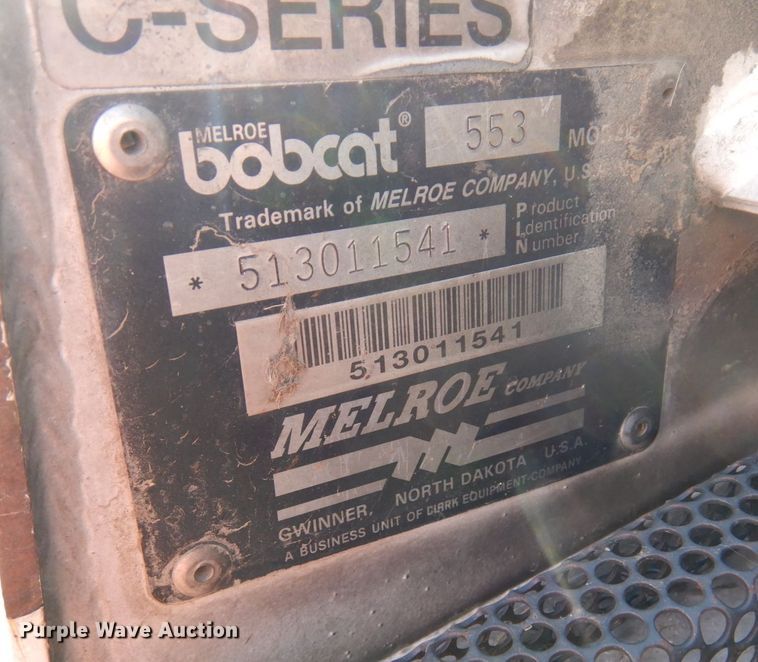 C-SERIES
MELROE
bobcat® 553 MODEL
Trademark of MELROE COMPANY, U.S.A.
* 513011541 * Product
Identification
Number
513011541
MELROE COMPANY
GWINNER, NORTH DAKOTA U.S.A.
A BUSINESS UNIT OF CLARK EQUIPMENT COMPANY
Purple Wave Auction